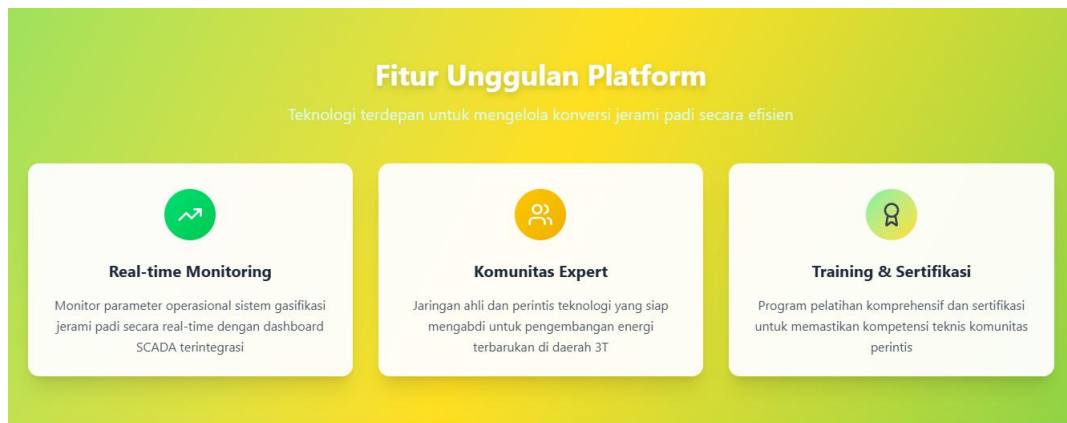 Fitur Unggulan Platform
Teknologi terdepan untuk mengelola konversi jerami padi secara efisien
Real-time Monitoring
Monitor parameter operasional sistem gasifikasi
jerami padi secara real-time dengan dashboard
SCADA terintegrasi
Komunitas Expert
Jaringan ahli dan perintis teknologi yang siap
mengabdi untuk pengembangan energi
terbarukan di daerah 3T
Training & Sertifikasi
Program pelatihan komprehensif dan sertifikasi
untuk memastikan kompetensi teknis komunitas
perintis